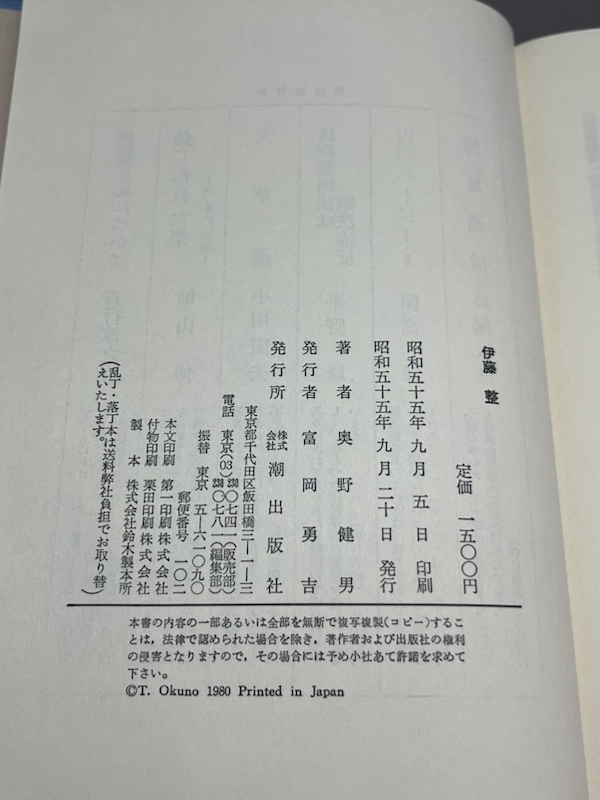 伊藤 整
定価 一五〇〇円
昭和五十五年 九月 五 日 印刷
昭和五十五年 九月 二十日 発行
著 者 奥 野 健 男
発行者 富 岡 勇 吉
発行所 株式会社 潮 出 版 社
東京都千代田区飯田橋三―一―三
電話 東京(03) 230 〇七四一(販売部)
230 〇七八一(編集部)
振替 東京 五―六一〇九〇
郵便番号 一〇二
本文印刷 第一印刷株式会社
付物印刷 栗田印刷株式会社
製 本 株式会社鈴木製本所
(乱丁・落丁本は送料弊社負担でお取り替
えいたします。)
本書の内容の一部あるいは全部を無断で複写複製(コピー)するこ
とは,法律で認められた場合を除き,著作者および出版社の権利
の侵害となりますので,その場合には予め小社あて許諾を求めて
下さい。
©T. Okuno 1980 Printed in Japan